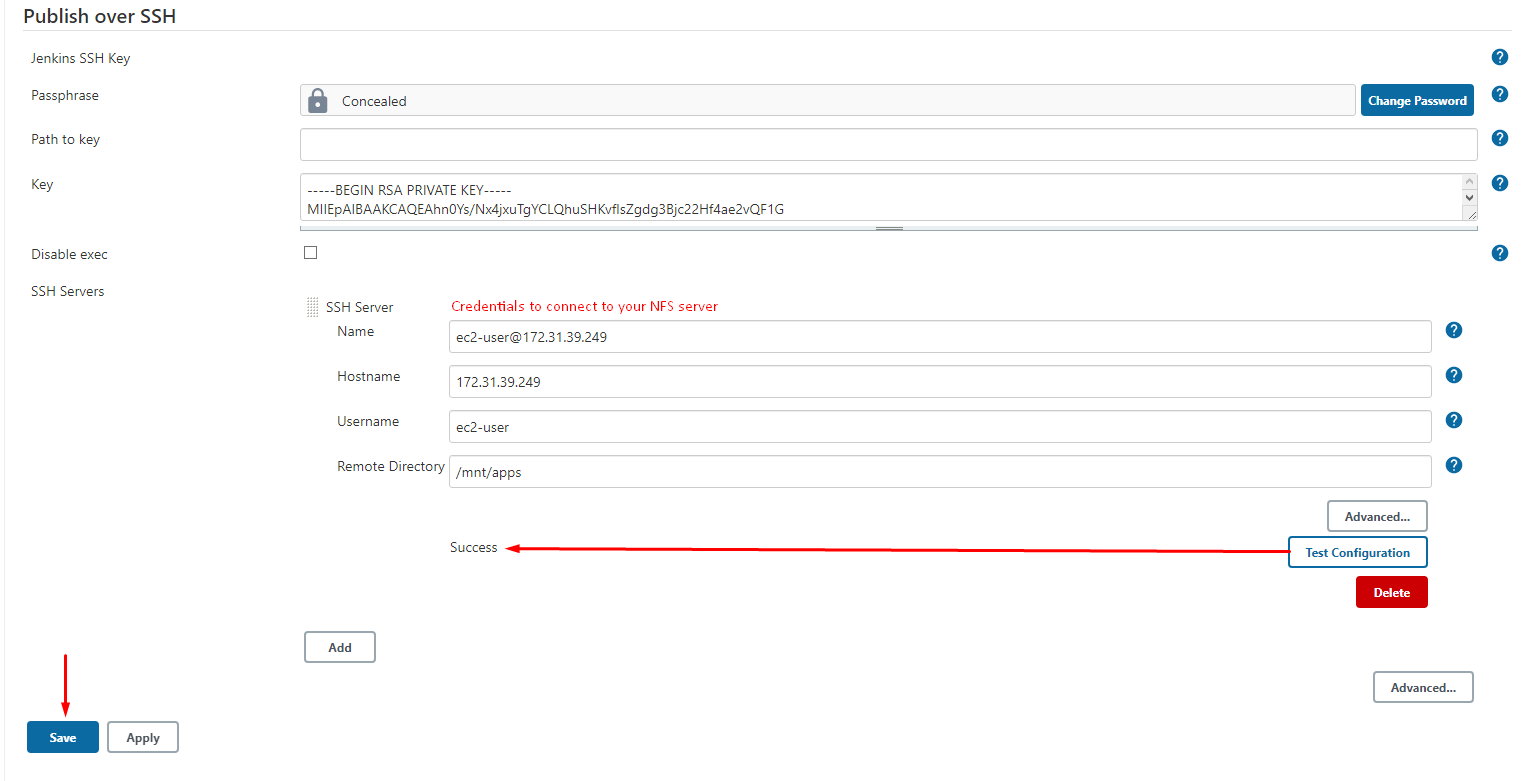 Publish over SSH
Jenkins SSH Key
?
Passphrase
Concealed
Change Password
?
Path to key
?
Key
-----BEGIN RSA PRIVATE KEY-----
MIIEpAIBAAKCAQEAhn0Ys/Nx4jxuTgYCLQhuSHKvflsZgdg3Bjc22Hf4ae2vQF1G
?
Disable exec
?
SSH Servers
SSH Server
Credentials to connect to your NFS server
Name
ec2-user@172.31.39.249
?
Hostname
172.31.39.249
?
Username
ec2-user
?
Remote Directory
/mnt/apps
?
Advanced...
Success
Test Configuration
Delete
Add
Advanced...
Save
Apply